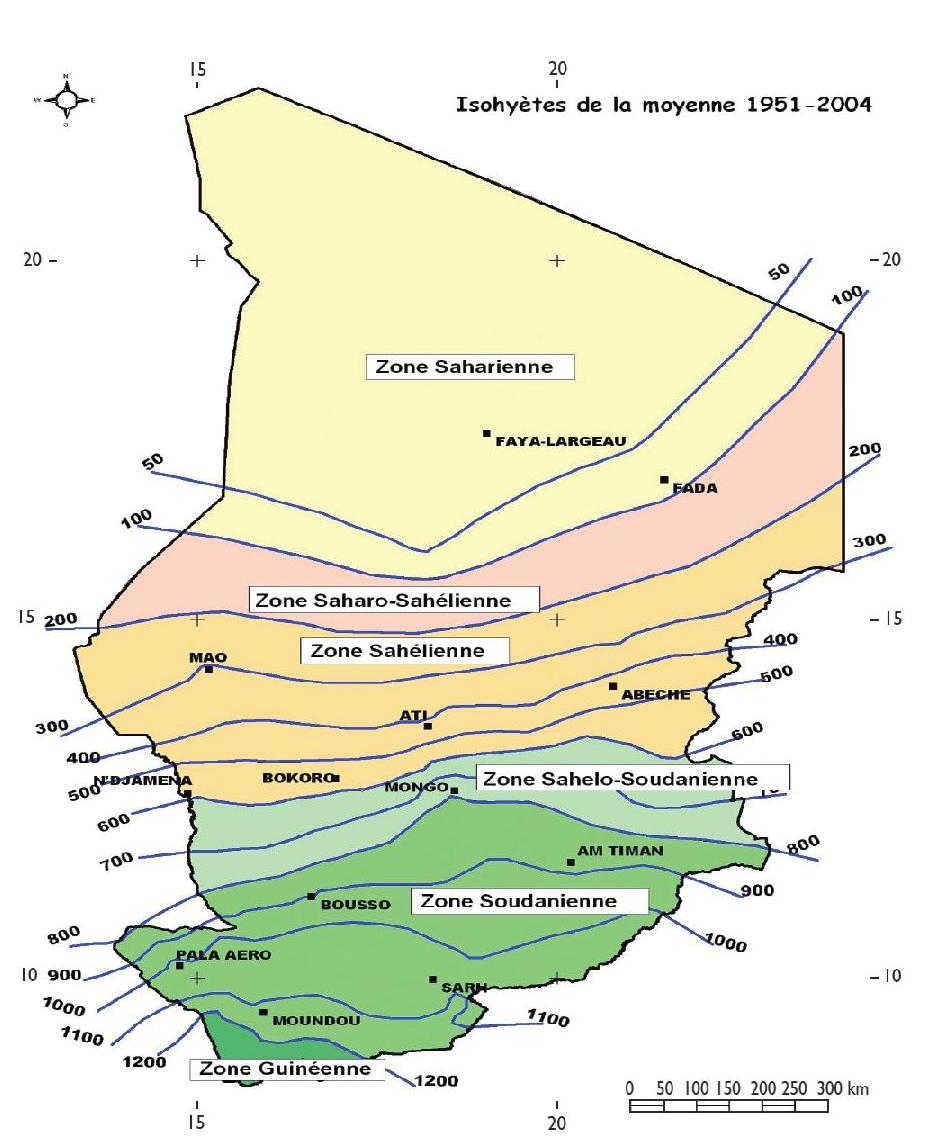 15 20
N
W E
S
Isohyètes de la moyenne 1951-2004
20 20
50
100
Zone Saharienne
FAYA-LARGEAU
200
50
FADA
100
300
Zone Saharo-Sahélienne
15 200 15
400
Zone Sahélienne
MAO
500
ABECHE
ATI
300
600
400
N'DJAMENA BOKORO
Zone Sahelo-Soudanienne
500 MONGO
600
800
AM TIMAN
700
900
BOUSSO
Zone Soudanienne
800
1000
PALA AERO
10 900 10
SARH
1000
1100
MOUNDOU
1100
1200
Zone Guinéenne
1200
0 50 100 150 200 250 300 km
15 20